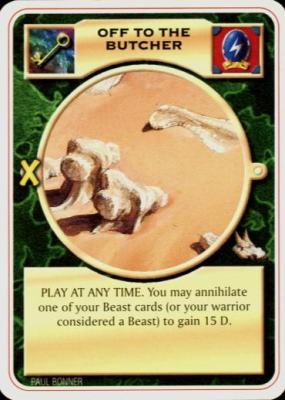 OFF TO THE
BUTCHER
X
PLAY AT ANY TIME. You may annihilate
one of your Beast cards (or your warrior
considered a Beast) to gain 15 D.
PAUL BONNER